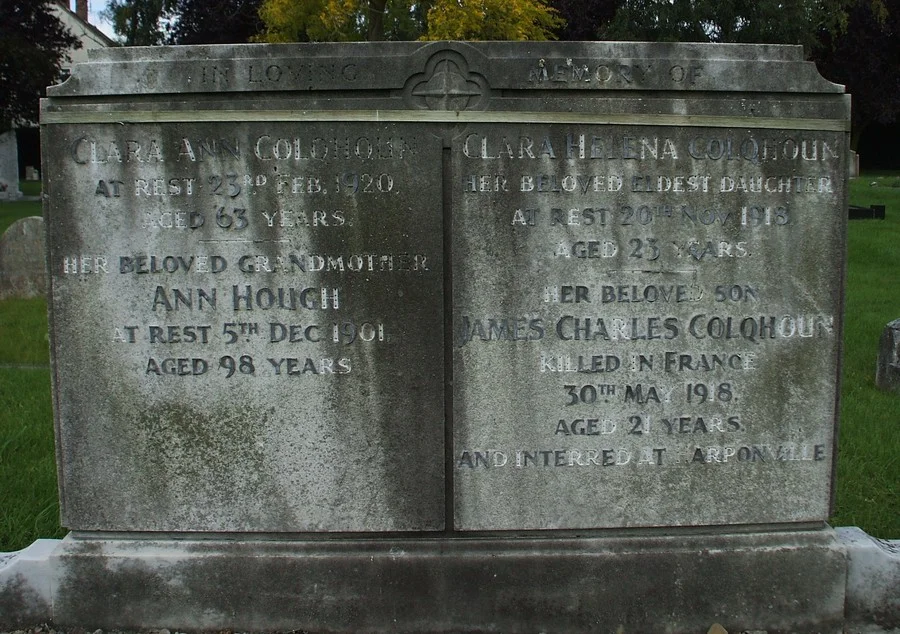 IN LOVING MEMORY OF
CLARA ANN COLQHOUN
AT REST 23RD FEB. 1920.
AGED 63 YEARS.
HER BELOVED GRANDMOTHER
ANN HOUGH
AT REST 5TH DEC 1901
AGED 98 YEARS
CLARA HELENA COLQHOUN
HER BELOVED ELDEST DAUGHTER
AT REST 20TH NOV 1918
AGED 23 YEARS.
HER BELOVED SON
JAMES CHARLES COLQHOUN
KILLED IN FRANCE
30TH MAY 1918.
AGED 21 YEARS.
AND INTERRED AT